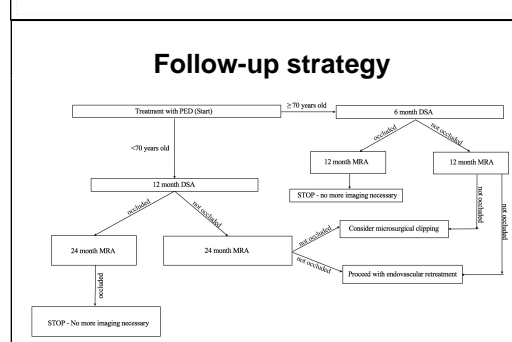 Follow-up strategy
Treatment with PED (Start)
≥ 70 years old
6 month DSA
<70 years old
occluded
not occluded
12 month MRA
12 month MRA
STOP - no more imaging necessary
not occluded
not occluded
12 month DSA
occluded
not occluded
24 month MRA
24 month MRA
not occluded
not occluded
Consider microsurgical clipping
Proceed with endovascular retreatment
occluded
STOP - No more imaging necessary